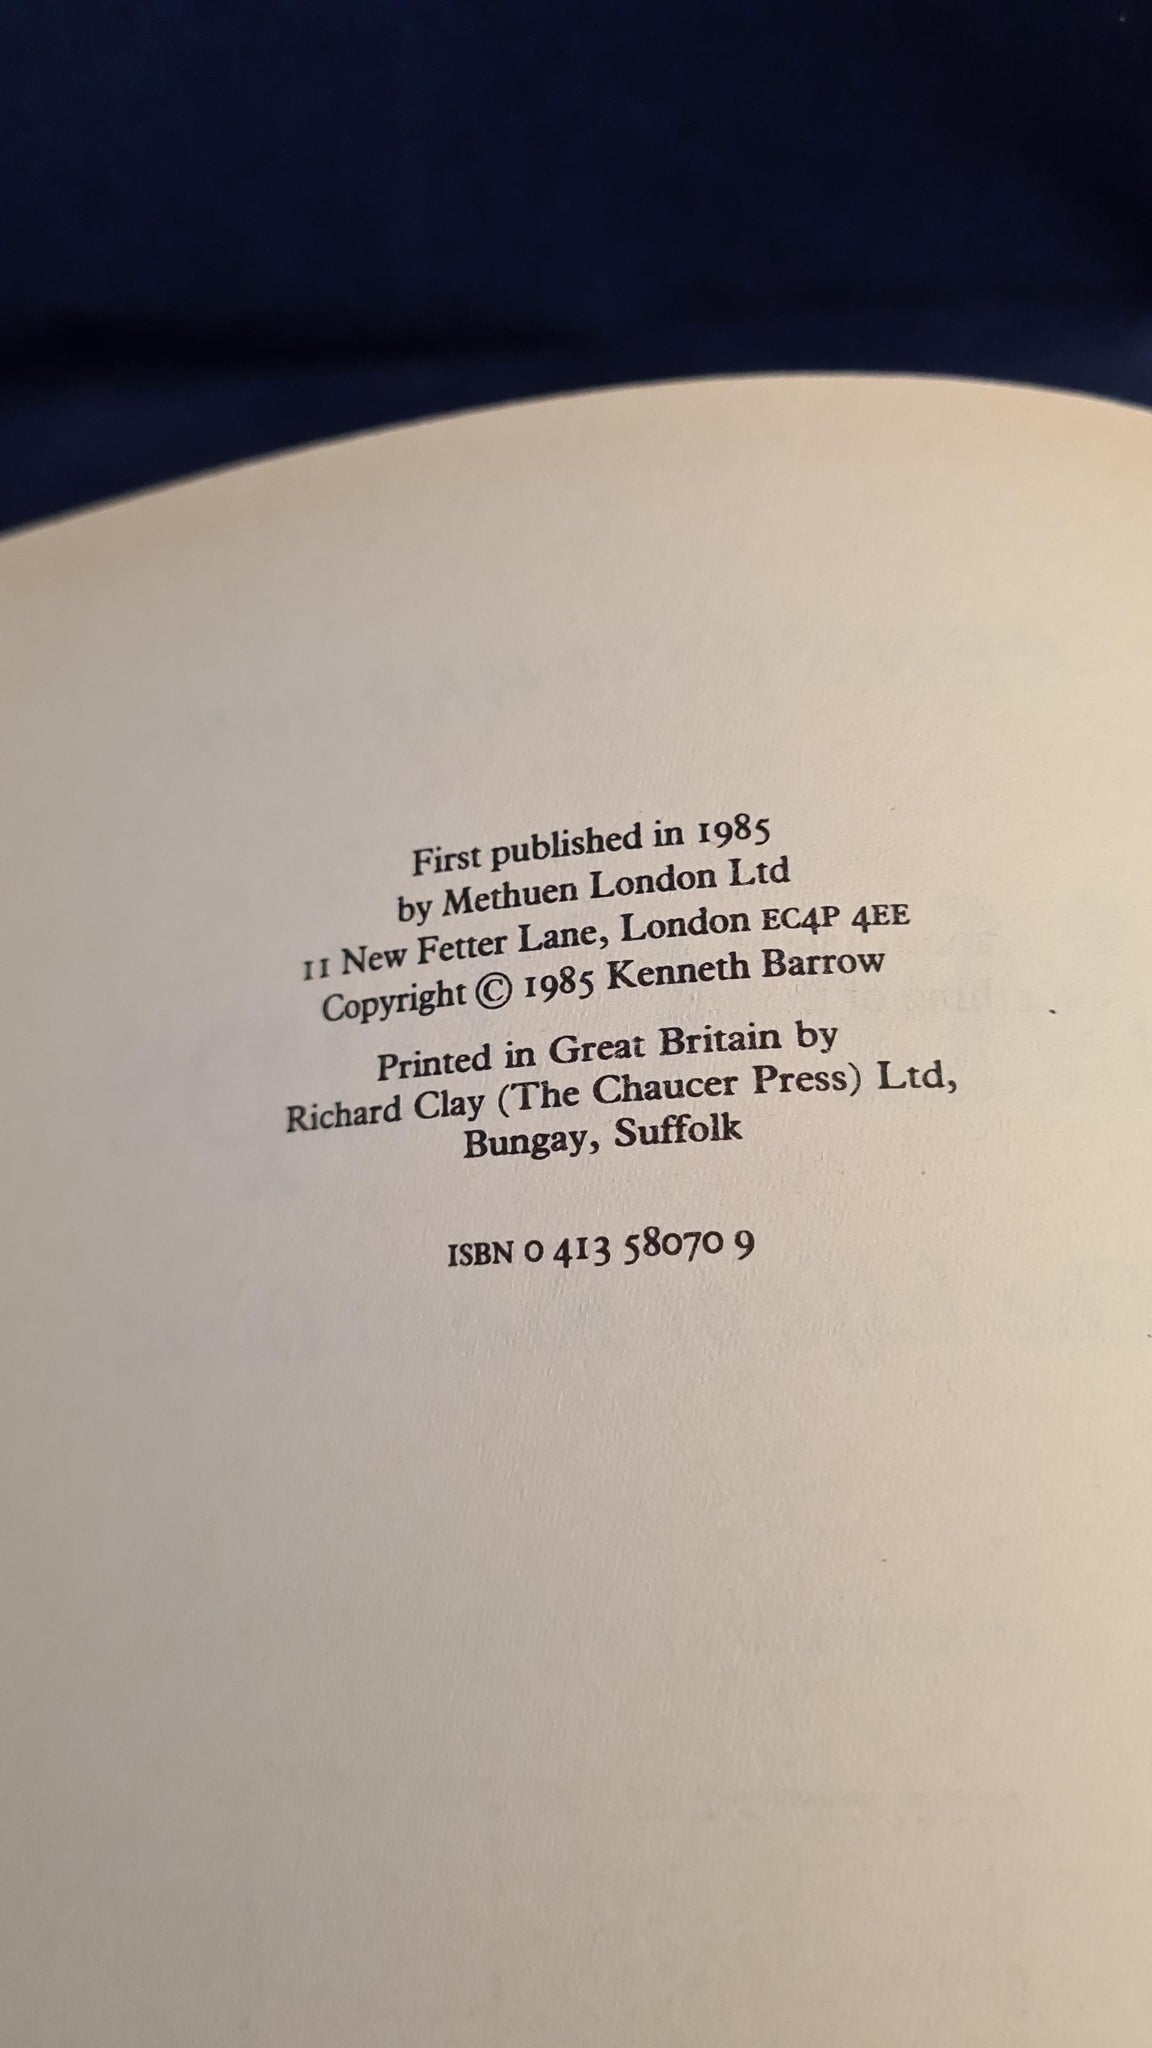 First published in 1985
by Methuen London Ltd
11 New Fetter Lane, London EC4P 4EE
Copyright © 1985 Kenneth Barrow
Printed in Great Britain by
Richard Clay (The Chaucer Press) Ltd,
Bungay, Suffolk
ISBN 0 413 58070 9